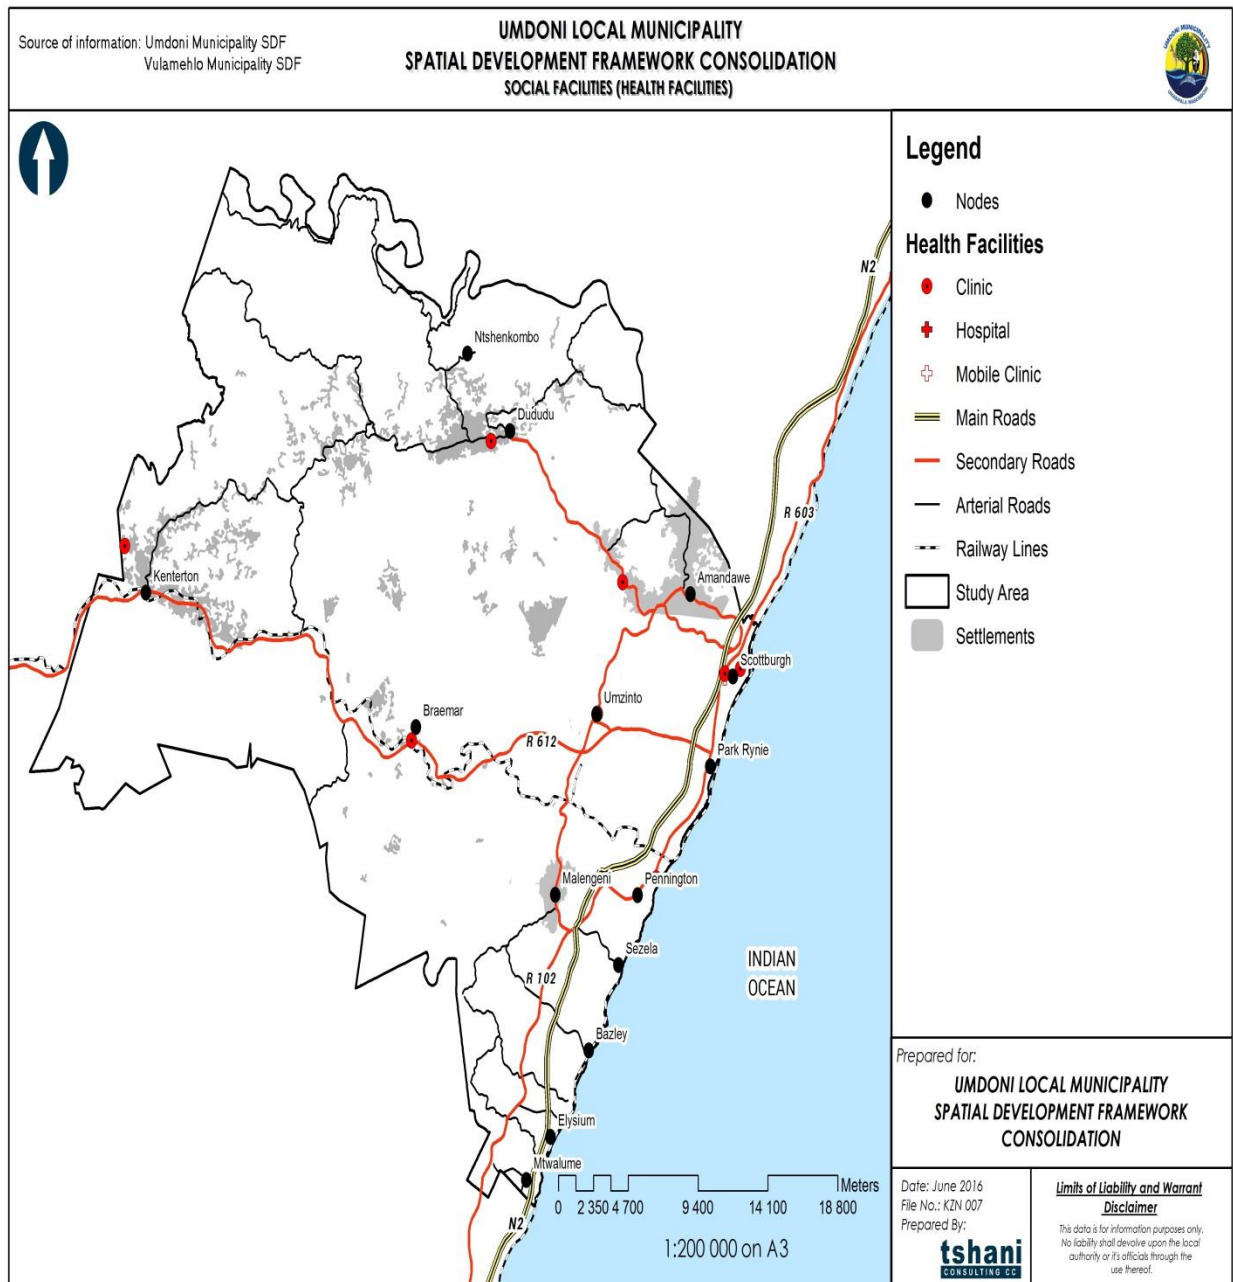 Source of information: Umdoni Municipality SDF
Vulamehlo Municipality SDF
UMDONI LOCAL MUNICIPALITY
SPATIAL DEVELOPMENT FRAMEWORK CONSOLIDATION
SOCIAL FACILITIES (HEALTH FACILITIES)
UMDONI MUNICIPALITY
N2
Ntshenkombo
Dududu
R 603
Kenterton
Amandawe
Scottburgh
Umzinto
Braemar
R 612
Park Rynie
Malengeni
Pennington
Sezela
INDIAN
OCEAN
R 102
Bazley
Elysium
Mtwalume
N2
Meters
0 2 350 4 700 9 400 14 100 18 800
1:200 000 on A3
Legend
Nodes
Health Facilities
Clinic
Hospital
Mobile Clinic
Main Roads
Secondary Roads
Arterial Roads
Railway Lines
Study Area
Settlements
Prepared for:
UMDONI LOCAL MUNICIPALITY
SPATIAL DEVELOPMENT FRAMEWORK
CONSOLIDATION
Date: June 2016
File No.: KZN 007
Prepared By:
tshani
CONSULTING CC
Limits of Liability and Warrant
Disclaimer
This data is for information purposes only.
No liability shall devolve upon the local
authority or it's officials through the
use thereof.